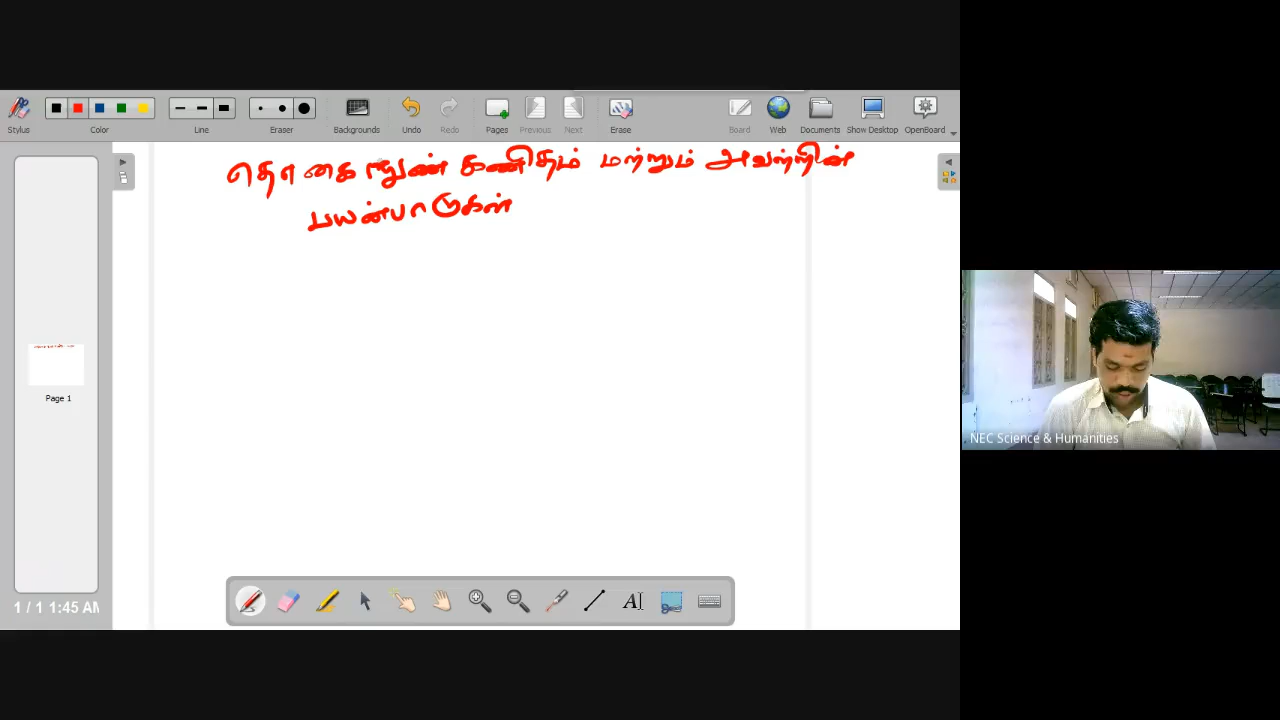 Stylus Color Line Eraser Backgrounds Undo Redo Pages Previous Next Erase Board Web Documents Show Desktop OpenBoard
தொகை நுண் கணிதம் மற்றும் அவற்றின்
பயன்பாடுகள்
Page 1
NEC Science & Humanities
1 / 1 1:45 AM